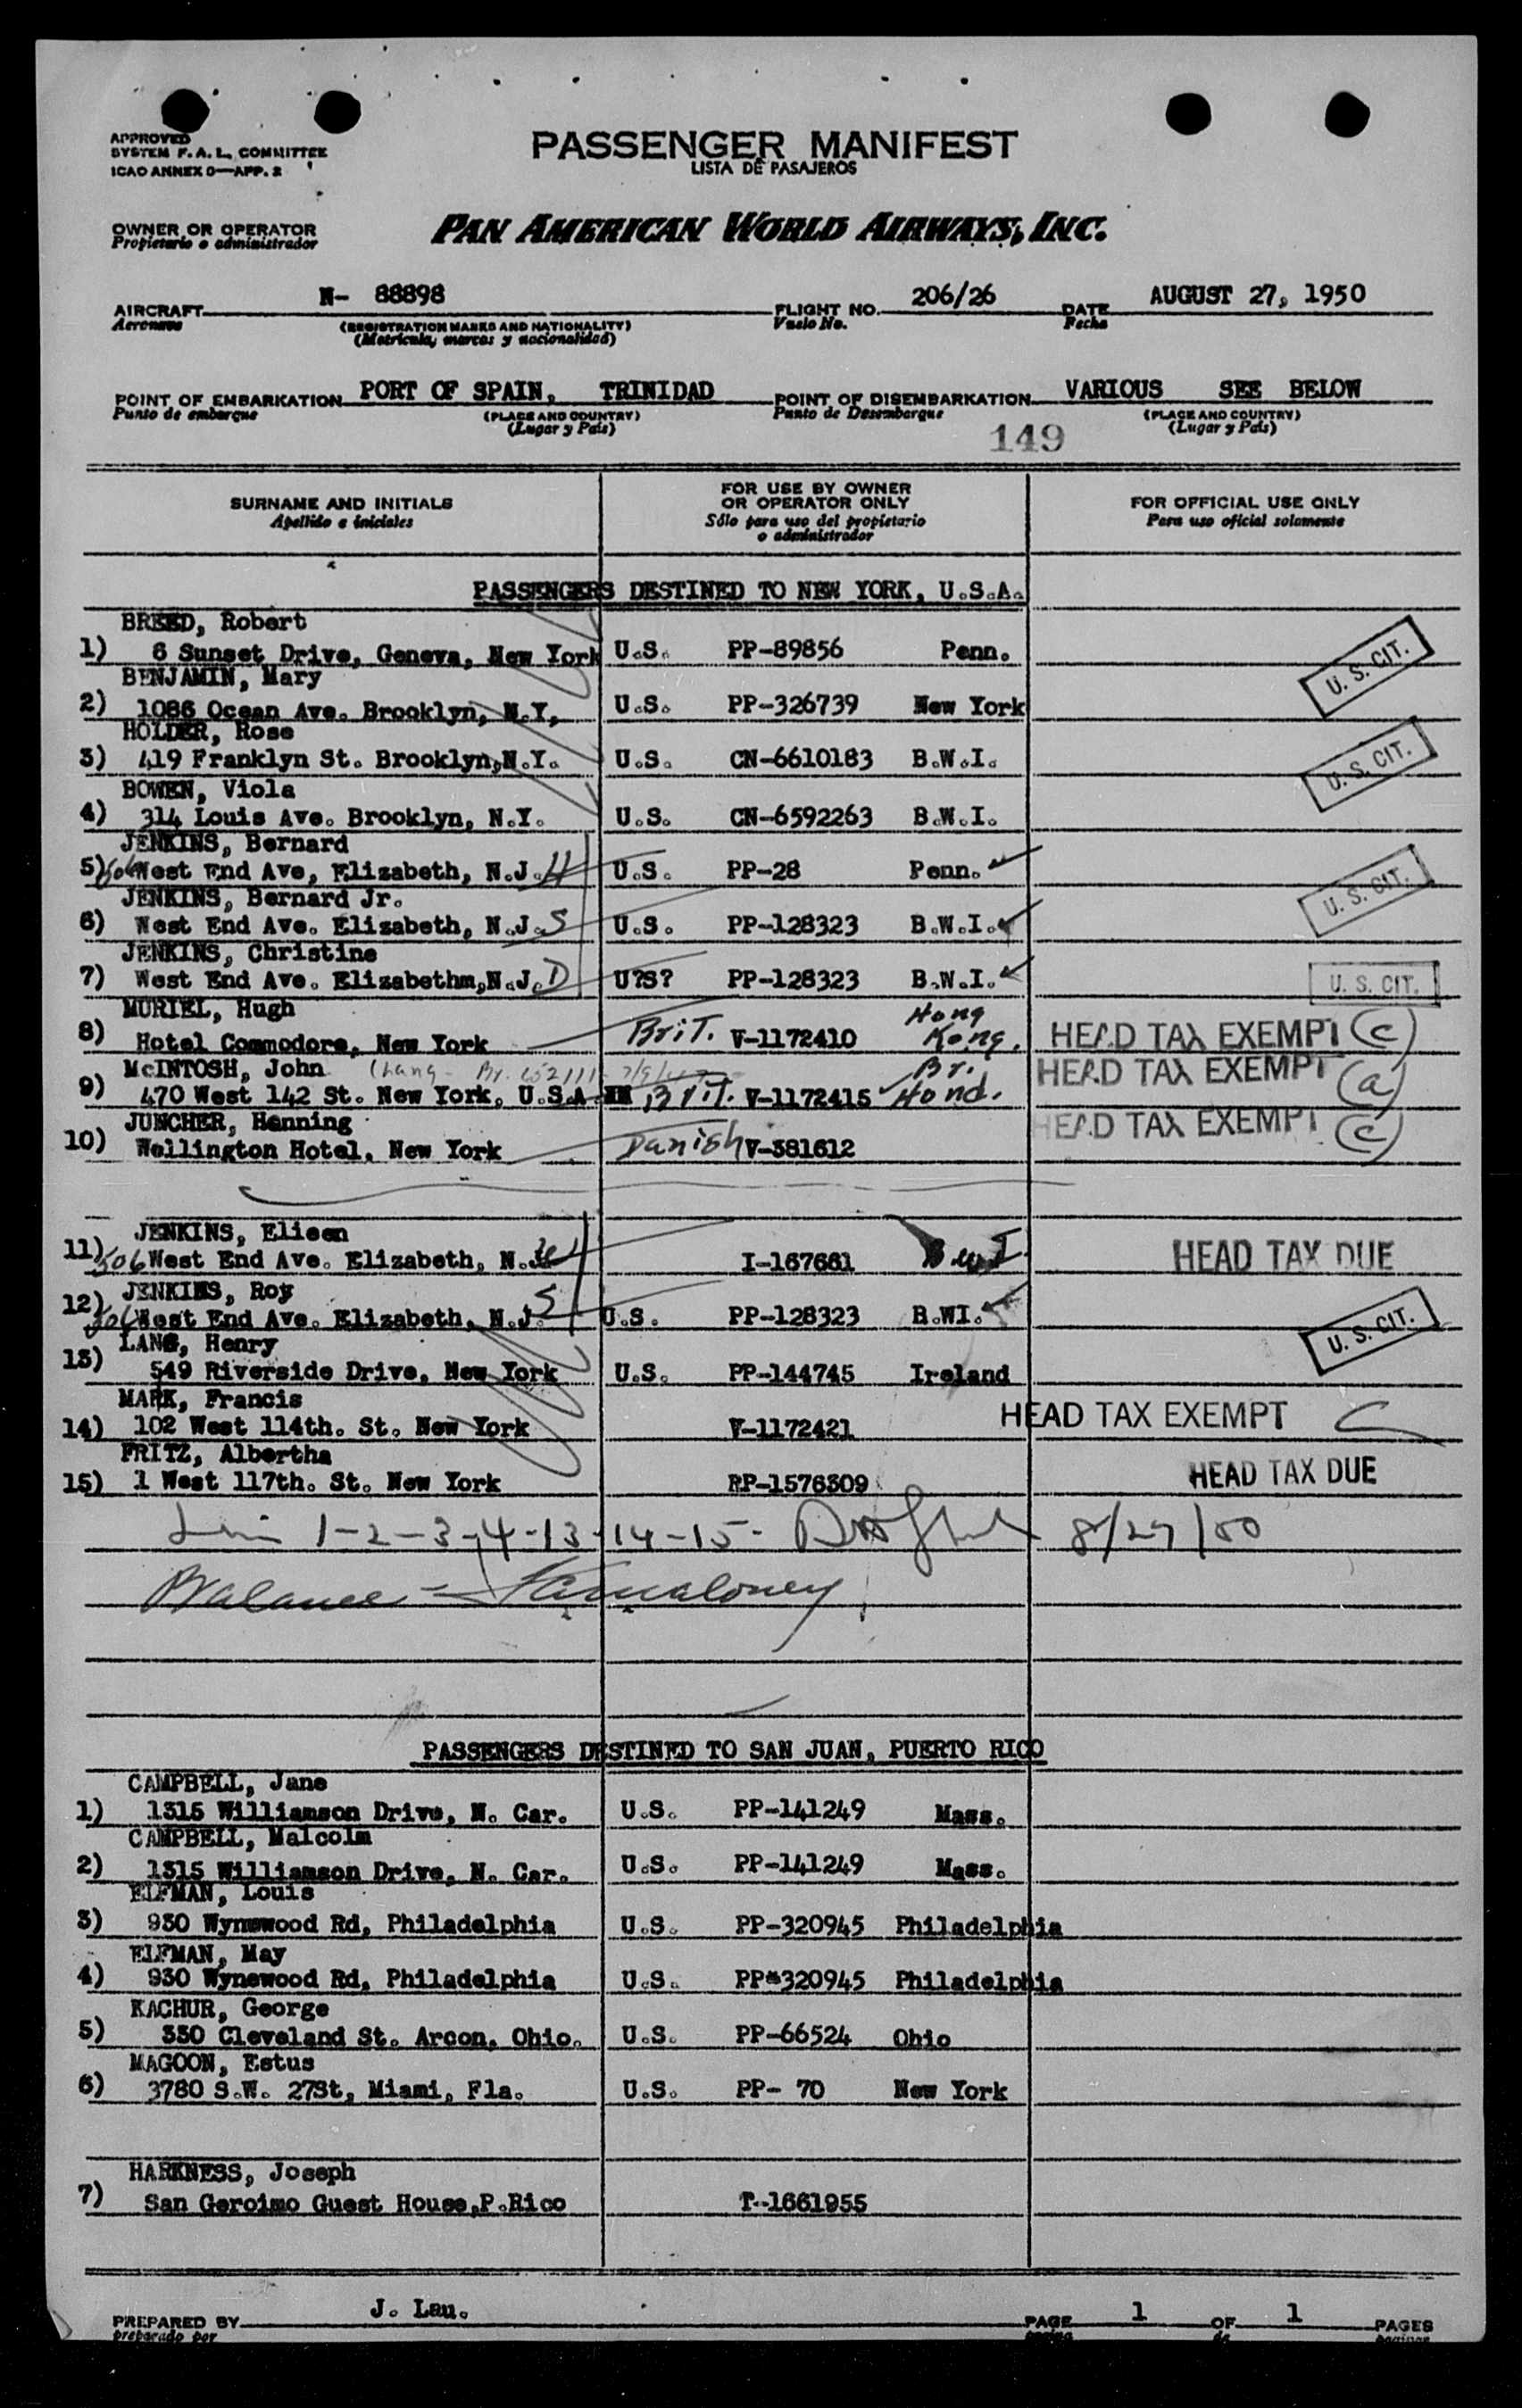 APPROVED
SYSTEM F.A.L. COMMITTEE
ICAO ANNEX 9—APP. 2
PASSENGER MANIFEST
LISTA DE PASAJEROS
OWNER OR OPERATOR
Propietario o administrador
PAN AMERICAN WORLD AIRWAYS, INC.
AIRCRAFT N- 88898 FLIGHT NO. 206/26 DATE AUGUST 27, 1950
Aeronave (REGISTRATION MARKS AND NATIONALITY) Vuelo No. Fecha
(Matrícula, marcas y nacionalidad)
POINT OF EMBARKATION PORT OF SPAIN, TRINIDAD POINT OF DISEMBARKATION VARIOUS SEE BELOW
Punto de embarque (PLACE AND COUNTRY) Punto de Desembarque (PLACE AND COUNTRY)
(Lugar y País) 149 (Lugar y País)
SURNAME AND INITIALS FOR USE BY OWNER OR OPERATOR ONLY FOR OFFICIAL USE ONLY
Apellido e iniciales Sólo para uso del propietario o administrador Para uso oficial solamente
PASSENGERS DESTINED TO NEW YORK, U.S.A.
BREED, Robert
1) 6 Sunset Drive, Geneva, New York U.S. PP-89856 Penn. U. S. CIT.
BENJAMIN, Mary
2) 1086 Ocean Ave. Brooklyn, N.Y, U.S. PP-326739 New York
HOLDER, Rose
3) 419 Franklyn St. Brooklyn,N.Y. U.S. CN-6610183 B.W.I. U. S. CIT.
BOWEN, Viola
4) 314 Louis Ave. Brooklyn, N.Y. U.S. CN-6592263 B.W.I.
JENKINS, Bernard
5) 506 West End Ave, Elizabeth, N.J. H U.S. PP-28 Penn. U. S. CIT.
JENKINS, Bernard Jr.
6) West End Ave. Elizabeth, N.J. S U.S. PP-128323 B.W.I.
JENKINS, Christine
7) West End Ave. Elizabethm,N.J. D U?S? PP-128323 B.W.I. U. S. CIT.
MURIEL, Hugh
8) Hotel Commodore, New York Brit. V-1172410 Hong Kong. HEAD TAX EXEMPT (c)
McINTOSH, John
9) 470 West 142 St. New York, U.S.A. Brit. V-1172415 Br. Hond. HEAD TAX EXEMPT (a)
JUNCHER, Henning
10) Wellington Hotel, New York Danish V-381612 HEAD TAX EXEMPT (c)
JENKINS, Elieen
11) 506 West End Ave. Elizabeth, N.J. W I-167661 B W I HEAD TAX DUE
JENKINS, Roy
12) 506 West End Ave. Elizabeth, N.J. S U.S. PP-128323 B.WI. U. S. CIT.
LANG, Henry
13) 549 Riverside Drive, New York U.S. PP-144745 Ireland
MARK, Francis
14) 102 West 114th. St. New York V-1172421 HEAD TAX EXEMPT C
FRITZ, Albertha
15) 1 West 117th. St. New York RP-1576309 HEAD TAX DUE
1-2-3-4-13-14-15- 8/27/50
Balance -
PASSENGERS DESTINED TO SAN JUAN, PUERTO RICO
CAMPBELL, Jane
1) 1315 Williamson Drive, N. Car. U.S. PP-141249 Mass.
CAMPBELL, Malcolm
2) 1315 Williamson Drive, N. Car. U.S. PP-141249 Mass.
ELFMAN, Louis
3) 930 Wynewood Rd, Philadelphia U.S. PP-320945 Philadelphia
ELFMAN, May
4) 930 Wynewood Rd, Philadelphia U.S. PP*320945 Philadelphia
KACHUR, George
5) 330 Cleveland St. Arcon, Ohio. U.S. PP-66524 Ohio
MAGOON, Estus
6) 3780 S.W. 27St, Miami, Fla. U.S. PP- 70 New York
HARKNESS, Joseph
7) San Geroimo Guest House,P.Rico T-1661955
PREPARED BY J. Lau. PAGE 1 OF 1 PAGES
preparado por pagina de paginas